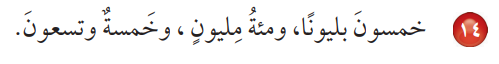 ١٤ خمسونَ بليونًا، ومئةُ مِليونٍ ، وخَمسةٌ وتسعونَ.